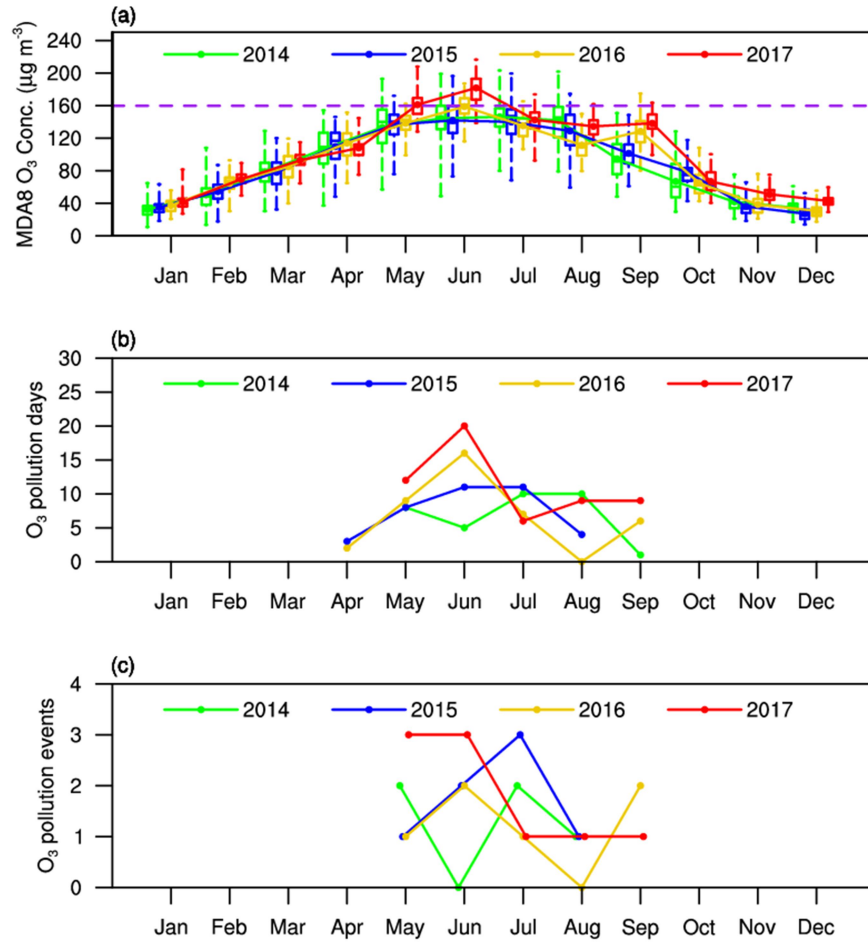 (a)
MDA8 O₃ Conc. (µg m⁻³)
240
200
160
120
80
40
0
2014 2015 2016 2017
Jan Feb Mar Apr May Jun Jul Aug Sep Oct Nov Dec
(b)
O₃ pollution days
30
25
20
15
10
5
0
2014 2015 2016 2017
Jan Feb Mar Apr May Jun Jul Aug Sep Oct Nov Dec
(c)
O₃ pollution events
4
3
2
1
0
2014 2015 2016 2017
Jan Feb Mar Apr May Jun Jul Aug Sep Oct Nov Dec